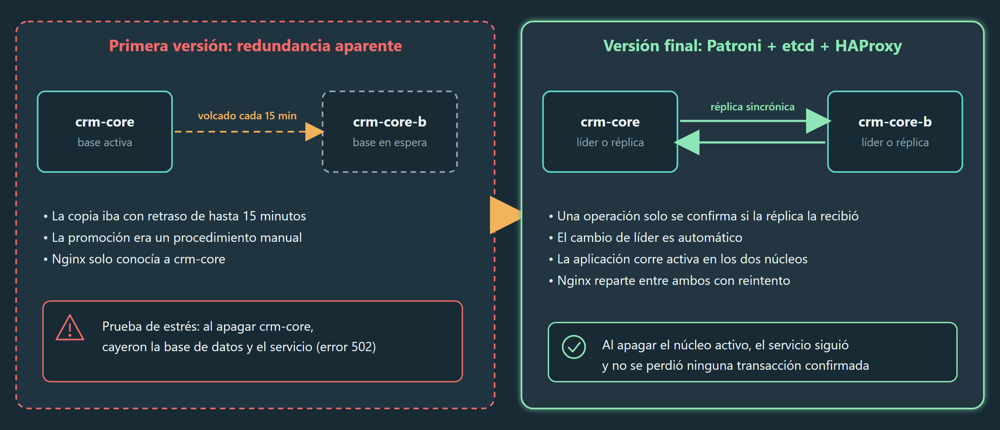 Primera versión: redundancia aparente
crm-core
base activa
volcado cada 15 min
crm-core-b
base en espera
• La copia iba con retraso de hasta 15 minutos
• La promoción era un procedimiento manual
• Nginx solo conocía a crm-core
Prueba de estrés: al apagar crm-core,
cayeron la base de datos y el servicio (error 502)
Versión final: Patroni + etcd + HAProxy
crm-core
líder o réplica
réplica sincrónica
crm-core-b
líder o réplica
• Una operación solo se confirma si la réplica la recibió
• El cambio de líder es automático
• La aplicación corre activa en los dos núcleos
• Nginx reparte entre ambos con reintento
Al apagar el núcleo activo, el servicio siguió
y no se perdió ninguna transacción confirmada